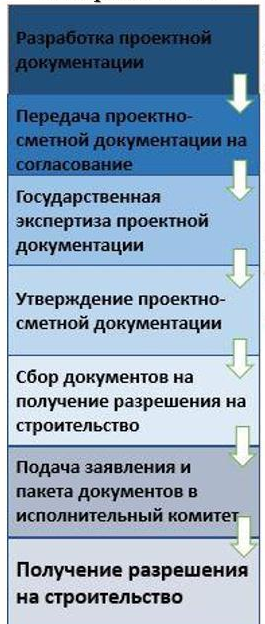 Разработка проектной
документации
Передача проектно-
сметной документации на
согласование
Государственная
экспертиза проектной
документации
Утверждение проектно-
сметной документации
Сбор документов на
получение разрешения на
строительство
Подача заявления и
пакета документов в
исполнительный комитет
Получение разрешения
на строительство